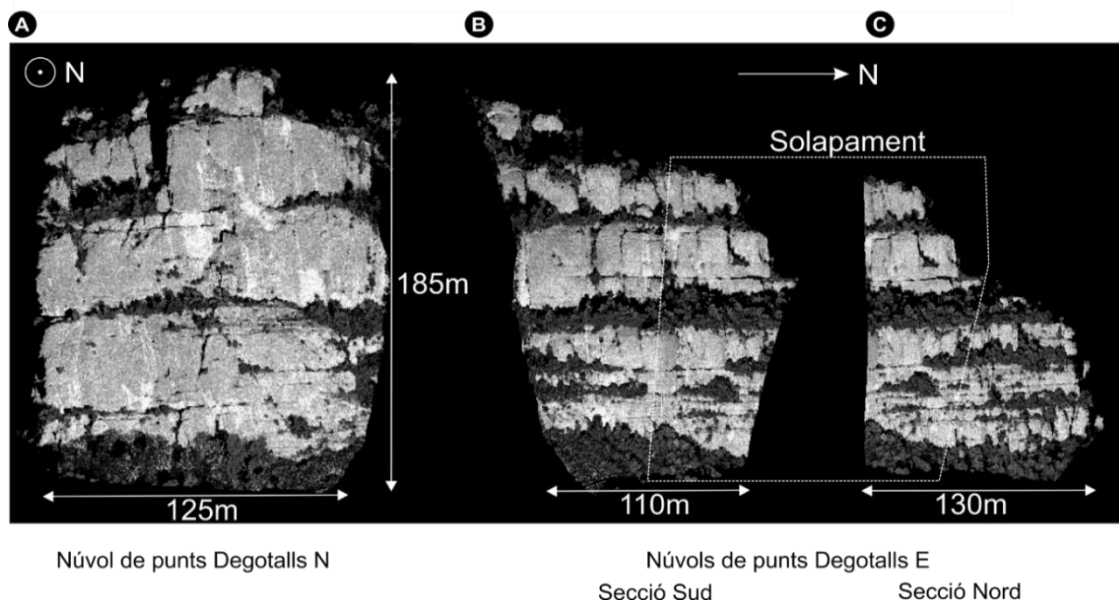 A
B
C
N
N
Solapament
185m
125m
110m
130m
Núvol de punts Degotalls N
Núvols de punts Degotalls E
Secció Sud
Secció Nord